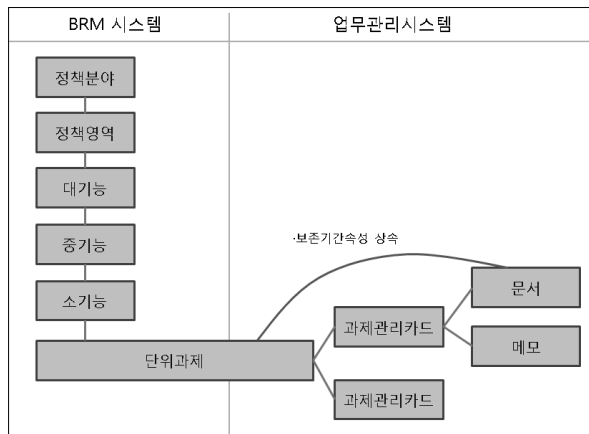 BRM 시스템
업무관리시스템
정책분야
정책영역
대기능
중기능
소기능
단위과제
·보존기간속성 상속
과제관리카드
문서
메모
과제관리카드